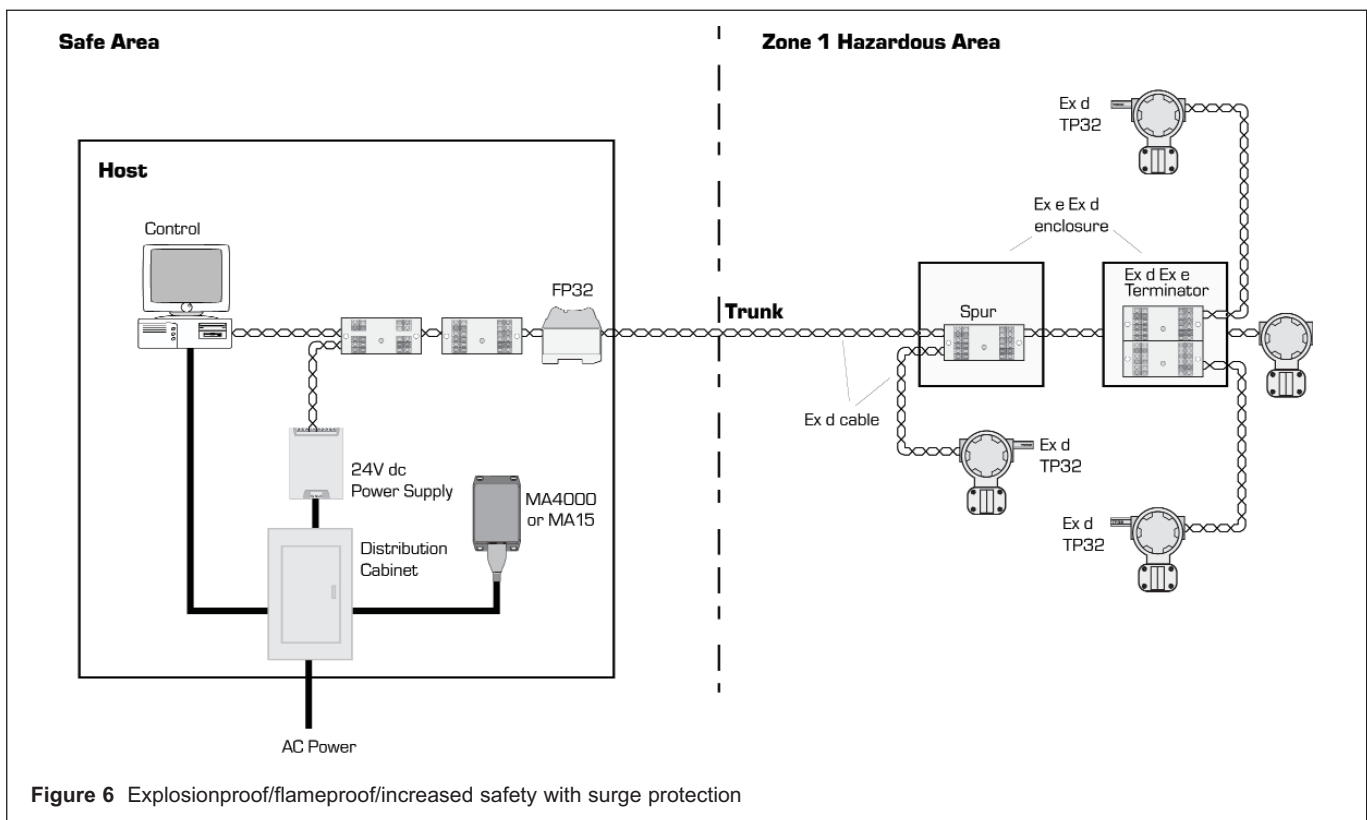 Safe Area
Zone 1 Hazardous Area
Host
Control
FP32
24V dc
Power Supply
MA4000
or MA15
Distribution
Cabinet
AC Power
Trunk
Ex d
TP32
Ex e Ex d
enclosure
Ex d Ex e
Terminator
Spur
Ex d cable
Ex d
TP32
Ex d
TP32
Figure 6 Explosionproof/flameproof/increased safety with surge protection